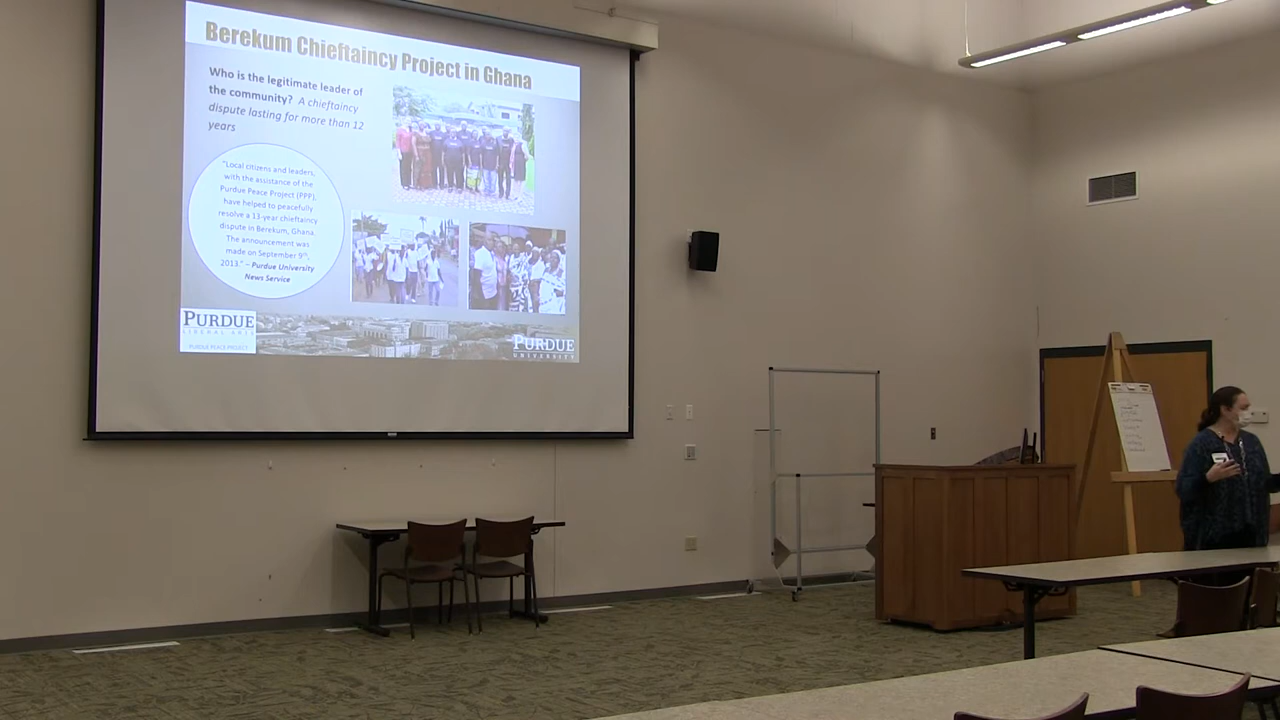 Berekum Chieftaincy Project in Ghana
Who is the legitimate leader of
the community? A chieftaincy
dispute lasting for more than 12
years
"Local citizens and leaders,
with the assistance of the
Purdue Peace Project (PPP),
have helped to peacefully
resolve a 13-year chieftaincy
dispute in Berekum, Ghana.
The announcement was
made on September 9th,
2013." – Purdue University
News Service
PURDUE
LIBERAL ARTS
PURDUE PEACE PROJECT
PURDUE
UNIVERSITY